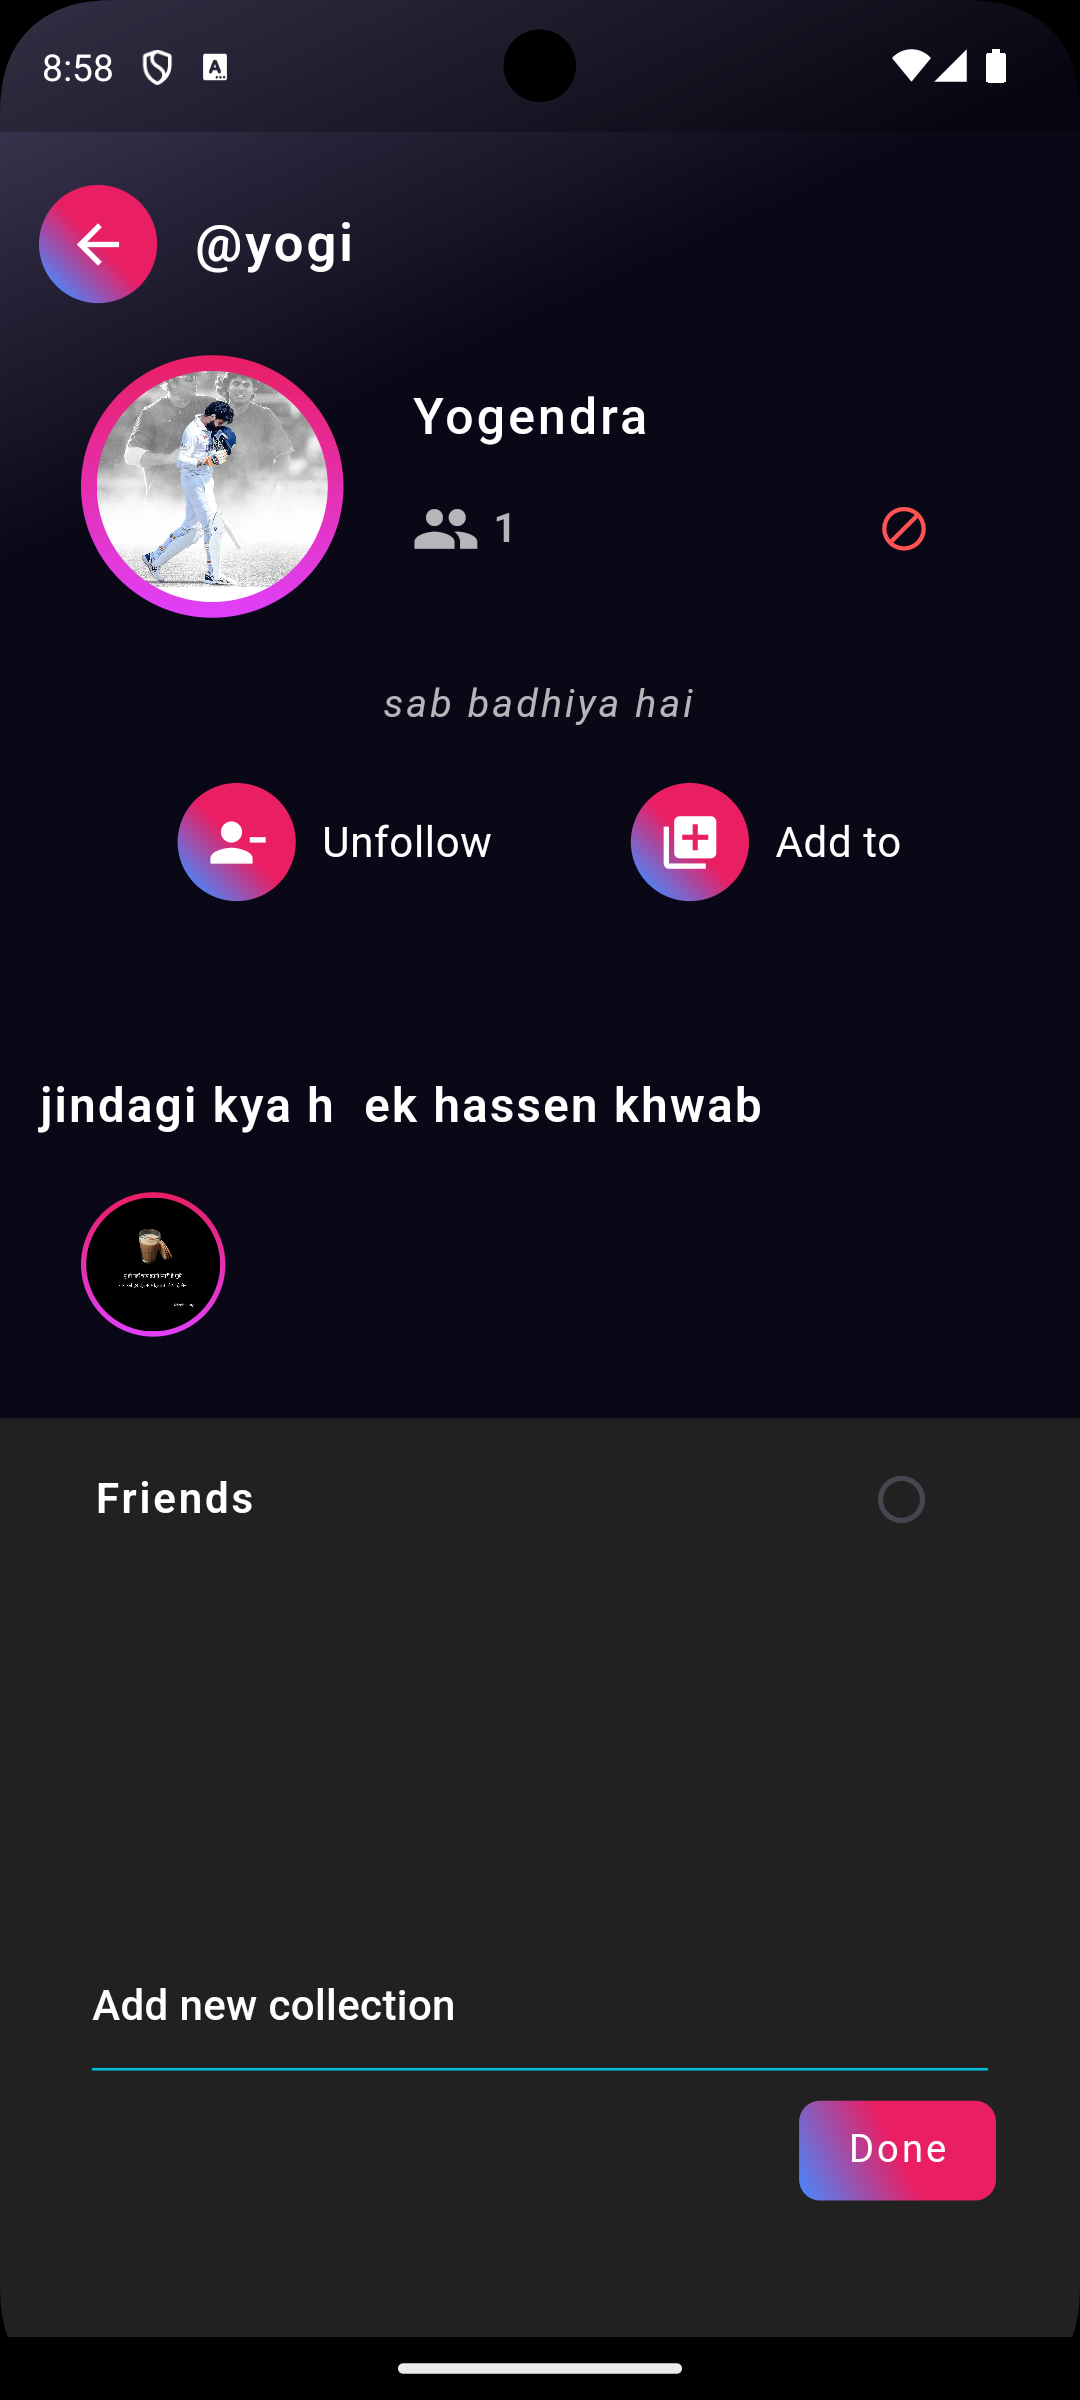 8:58
@yogi
Yogendra
1
sab badhiya hai
Unfollow
Add to
jindagi kya h  ek hassen khwab
Friends
Add new collection
Done